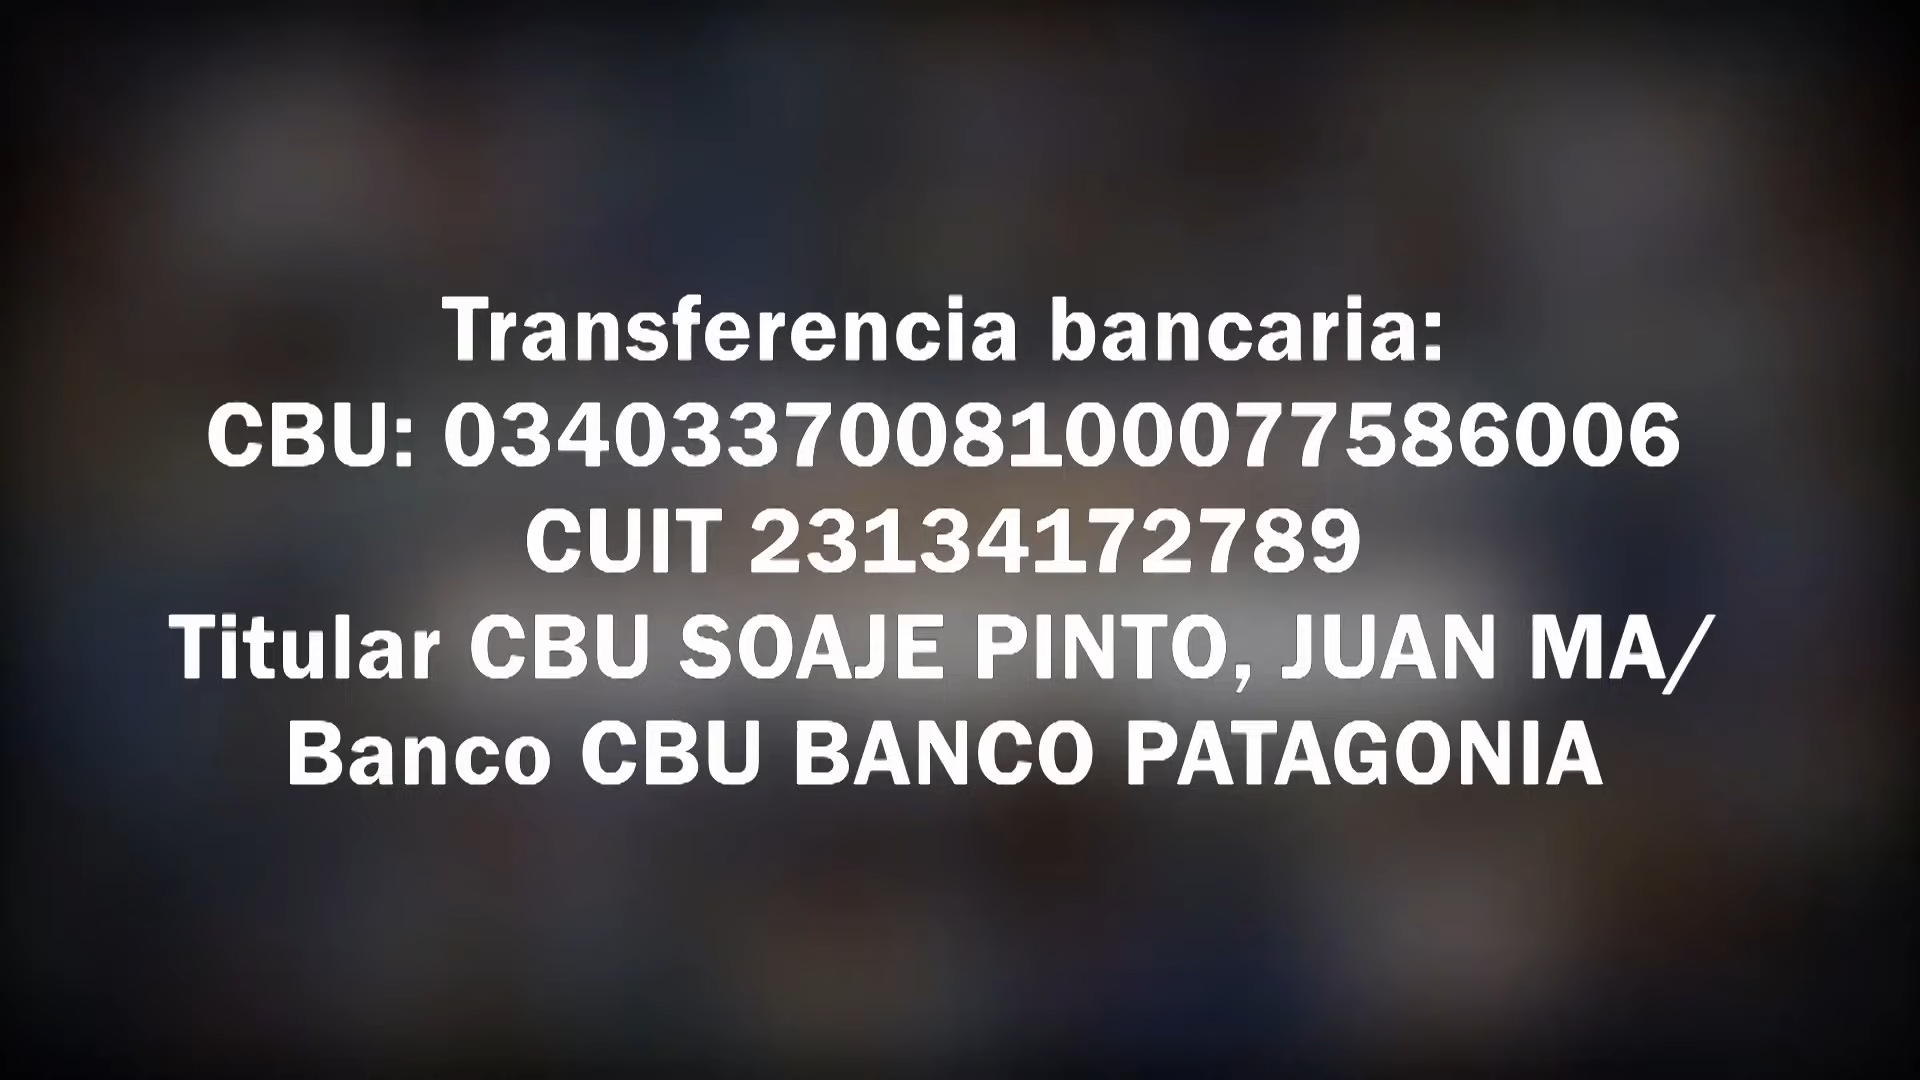 Transferencia bancaria:
CBU: 0340337008100077586006
CUIT 23134172789
Titular CBU SOAJE PINTO, JUAN MA/
Banco CBU BANCO PATAGONIA